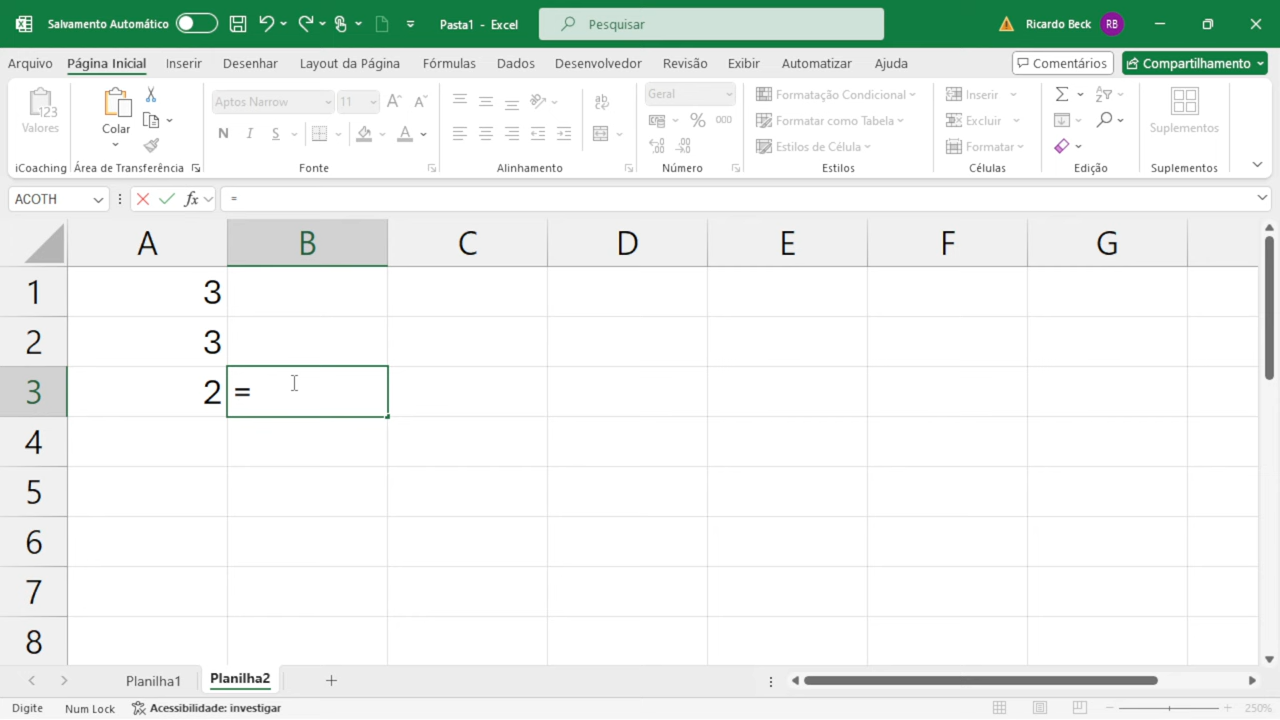 Salvamento Automático
Pasta1 - Excel
Pesquisar
Ricardo Beck
RB
Arquivo
Página Inicial
Inserir
Desenhar
Layout da Página
Fórmulas
Dados
Desenvolvedor
Revisão
Exibir
Automatizar
Ajuda
Comentários
Compartilhamento
123
Valores
iCoaching
Colar
Área de Transferência
Aptos Narrow
11
A
A
N
I
S
A
Fonte
ab
Alinhamento
Geral
%
000
Número
Formatação Condicional
Formatar como Tabela
Estilos de Célula
Estilos
Inserir
Excluir
Formatar
Células
Σ
Edição
Suplementos
Suplementos
ACOTH
fx
=
A B C D E F G
1 3
2 3
3 2 =
4
5
6
7
8
Planilha1
Planilha2
Digite
Num Lock
Acessibilidade: investigar
250%